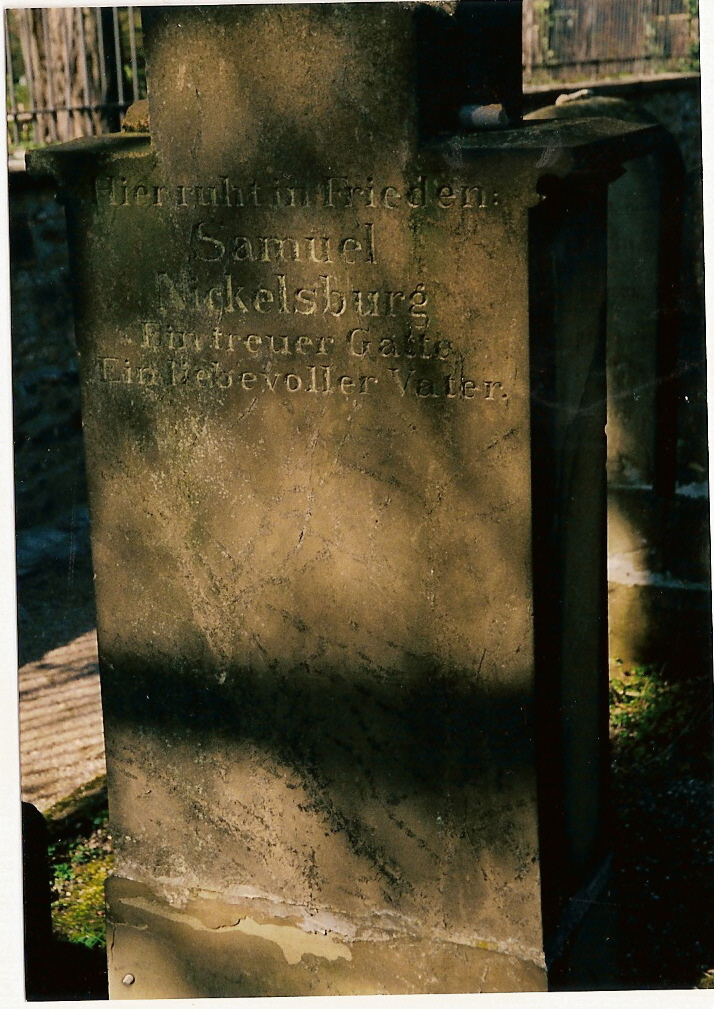 Hier ruht in Frieden:
Samuel
Nickelsburg
Ein treuer Gatte,
Ein liebevoller Vater.